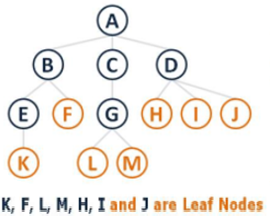 A
B C D
E F G H I J
K L M
K, F, L, M, H, I and J are Leaf Nodes